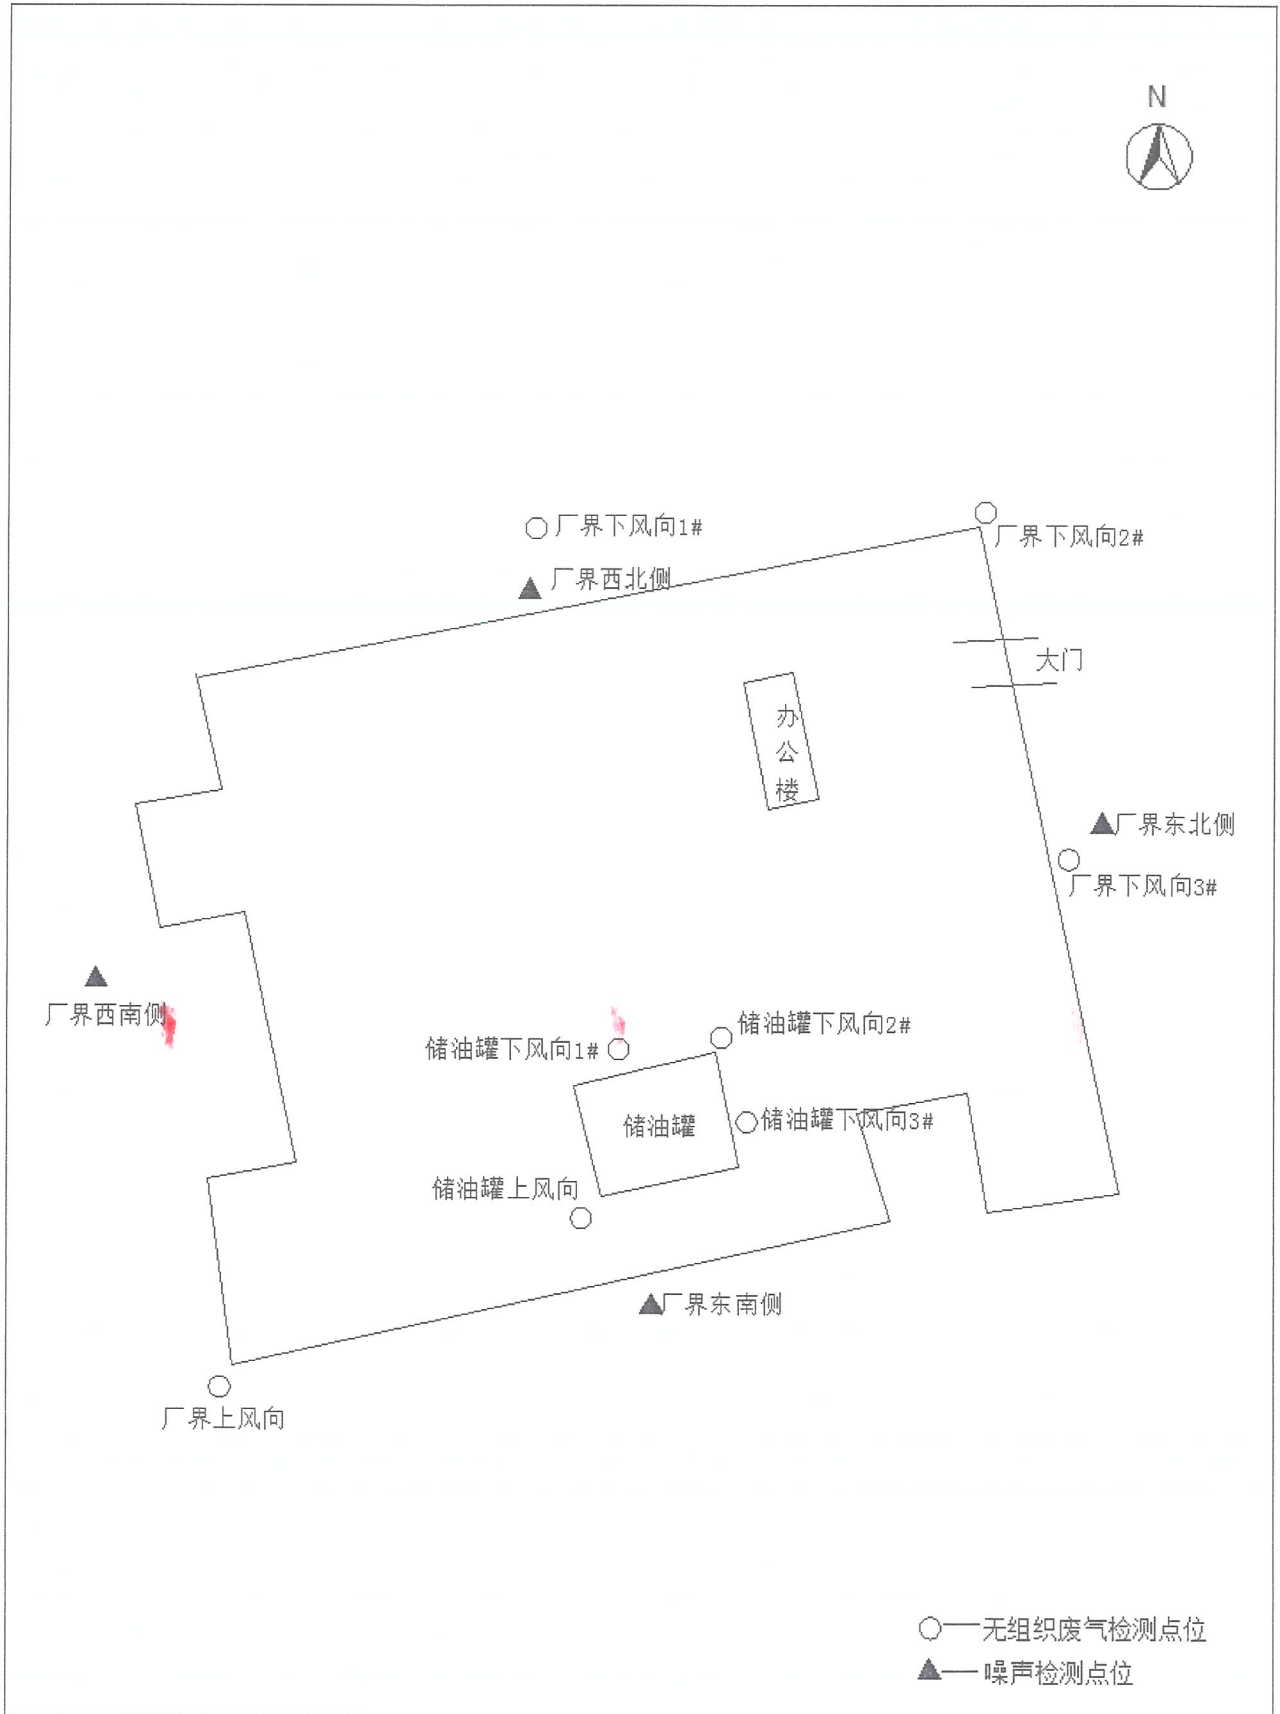 N
厂界下风向1#
厂界下风向2#
厂界西北侧
大门
办
公
楼
厂界东北侧
厂界下风向3#
厂界西南侧
储油罐下风向1#
储油罐下风向2#
储油罐
储油罐下风向3#
储油罐上风向
厂界东南侧
厂界上风向
无组织废气检测点位
噪声检测点位